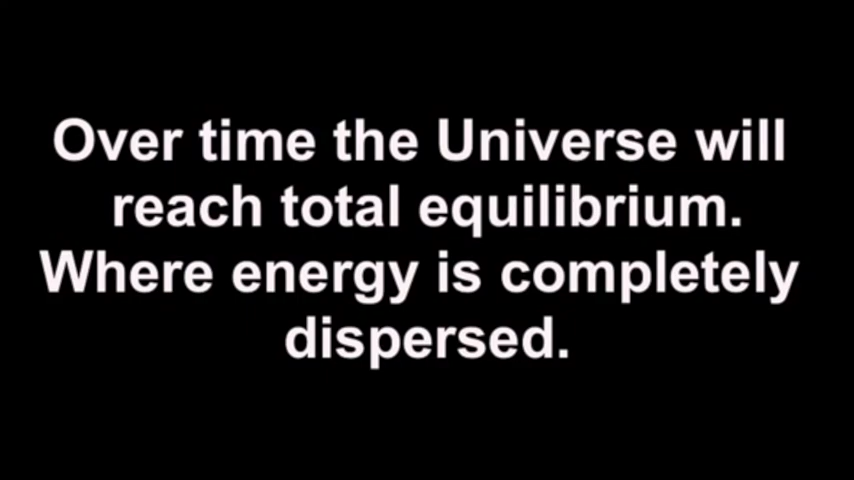 Over time the Universe will
reach total equilibrium.
Where energy is completely
dispersed.